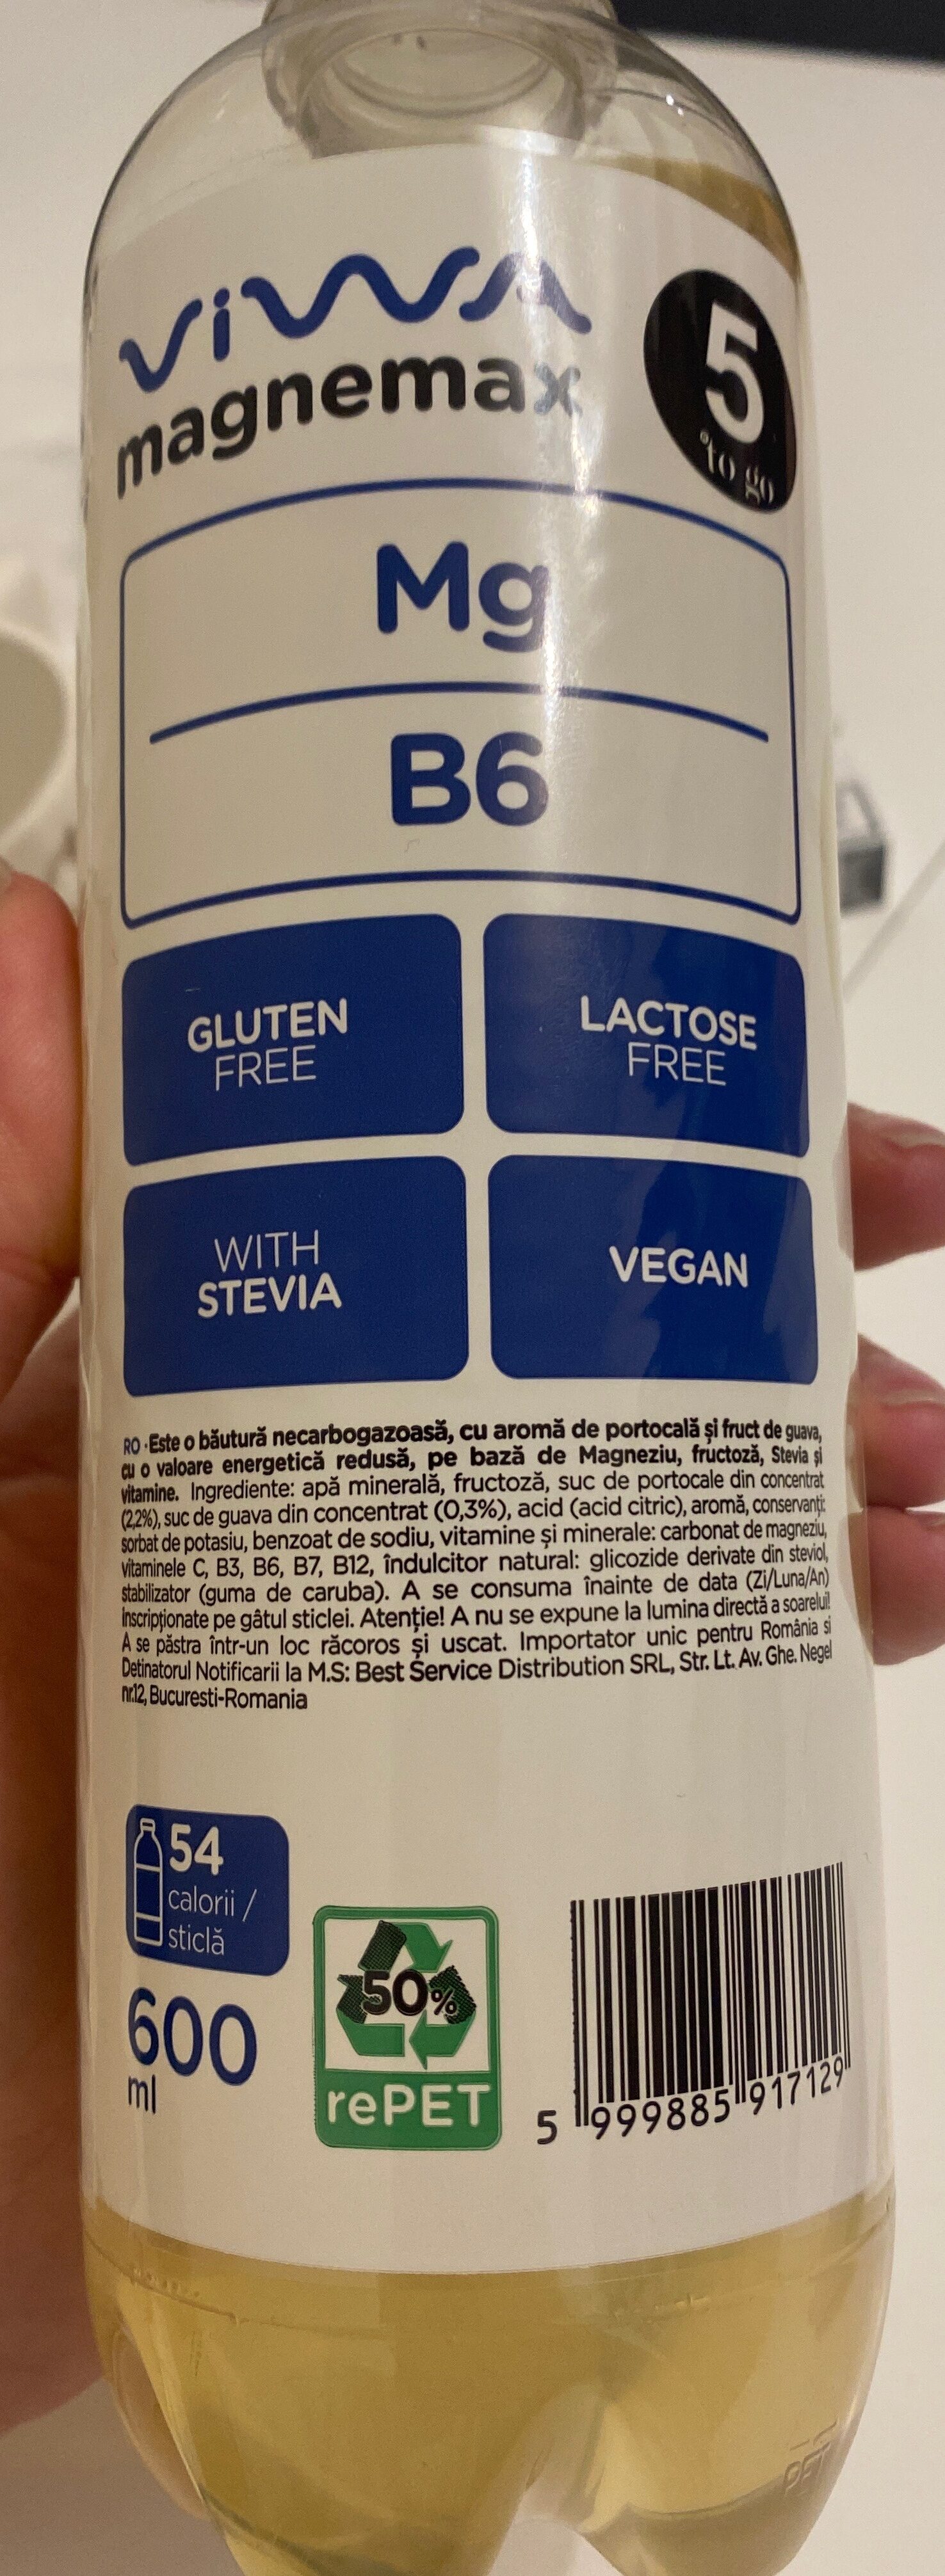 ViWA
magnemax
5
to go
Mg
B6
GLUTEN
FREE
LACTOSE
FREE
WITH
STEVIA
VEGAN
RO •Este o băutură necarbogazoasă, cu aromă de portocală și fruct de guava,
cu o valoare energetică redusă, pe bază de Magneziu, fructoză, Stevia și
vitamine. Ingrediente: apă minerală, fructoză, suc de portocale din concentrat
(2,2%), suc de guava din concentrat (0,3%), acid (acid citric), aromă, conservanți:
sorbat de potasiu, benzoat de sodiu, vitamine și minerale: carbonat de magneziu,
vitaminele C, B3, B6, B7, B12, îndulcitor natural: glicozide derivate din steviol,
stabilizator (guma de caruba). A se consuma înainte de data (Zi/Luna/An)
inscripționate pe gâtul sticlei. Atenție! A nu se expune la lumina directă a soarelui!
A se păstra într-un loc răcoros și uscat. Importator unic pentru România si
Detinatorul Notificarii la M.S: Best Service Distribution SRL, Str. Lt. Av. Ghe. Negel
nr.12, Bucuresti-Romania
54
calorii /
sticlă
600
ml
50%
rePET
5 999885 917129
PET